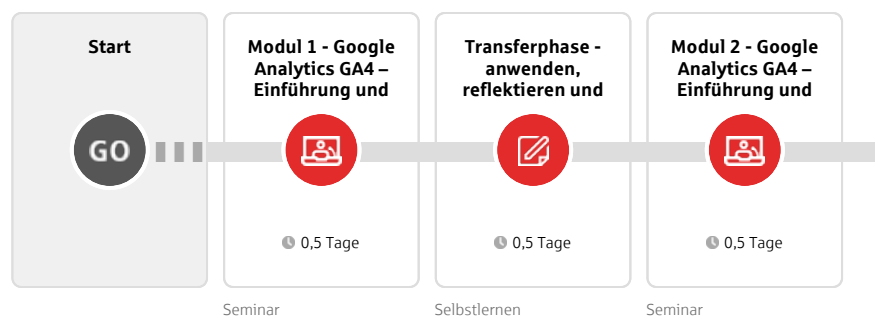 Start
GO
Modul 1 - Google
Analytics GA4 –
Einführung und
0,5 Tage
Seminar
Transferphase -
anwenden,
reflektieren und
0,5 Tage
Selbstlernen
Modul 2 - Google
Analytics GA4 –
Einführung und
0,5 Tage
Seminar